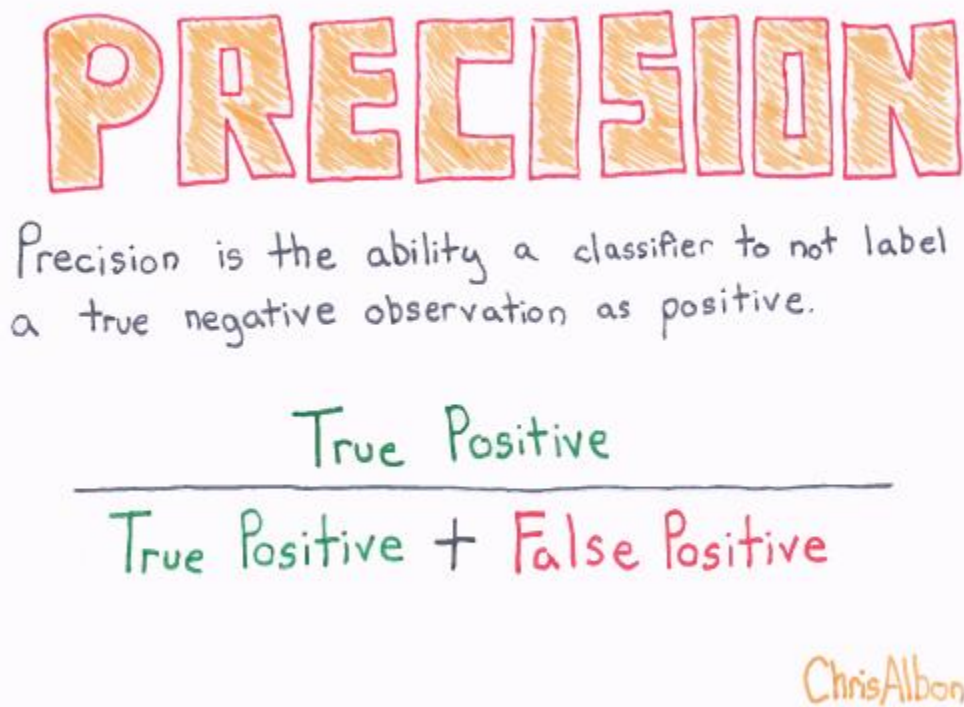 PRECISION
Precision is the ability a classifier to not label
a true negative observation as positive.
True Positive
True Positive + False Positive
ChrisAlbon